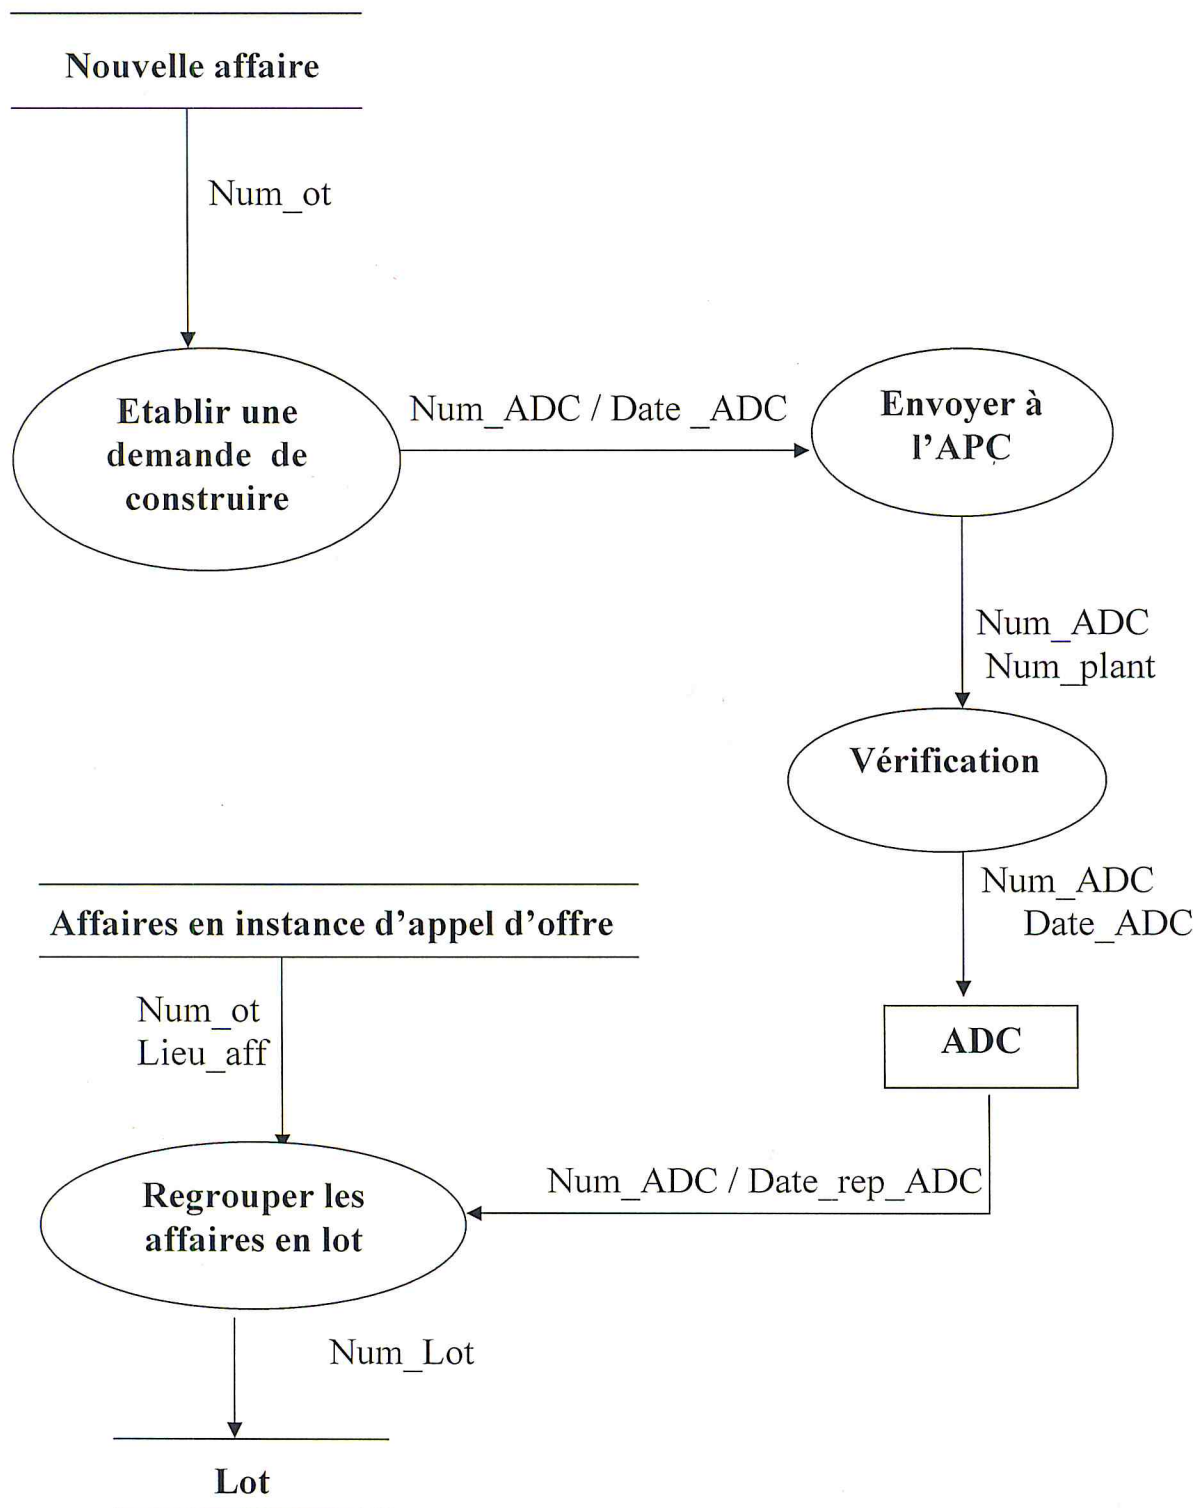 Nouvelle affaire
Num_ot
Etablir une
demande de
construire
Num_ADC / Date _ADC
Envoyer à
l'APC
Num_ADC
Num_plant
Vérification
Num_ADC
Date_ADC
ADC
Affaires en instance d'appel d'offre
Num_ot
Lieu_aff
Num_ADC / Date_rep_ADC
Regrouper les
affaires en lot
Num_Lot
Lot